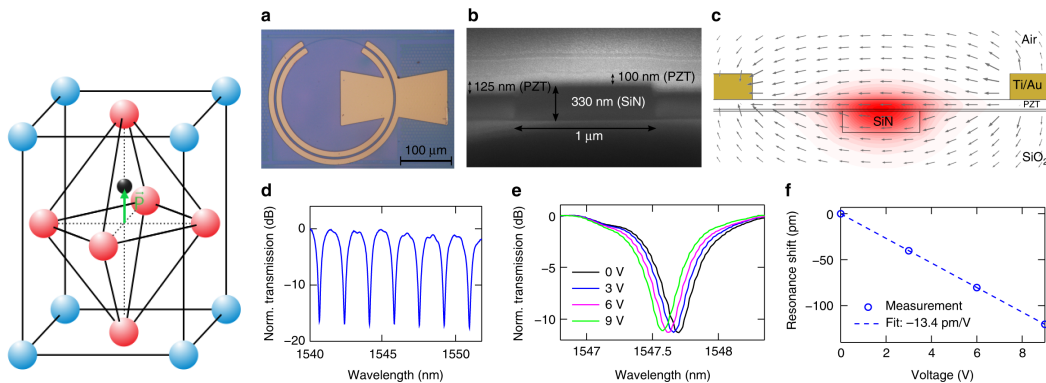 P
a
100 μm
b
125 nm (PZT)
100 nm (PZT)
330 nm (SiN)
1 μm
c
Air
Ti/Au
PZT
SiN
SiO2
d
Norm. transmission (dB)
0
−10
−20
1540
1545
1550
Wavelength (nm)
e
Norm. transmission (dB)
0
−5
−10
0 V
3 V
6 V
9 V
1547
1547.5
1548
Wavelength (nm)
f
Resonance shift (pm)
0
−50
−100
Measurement
Fit: −13.4 pm/V
0
2
4
6
8
Voltage (V)